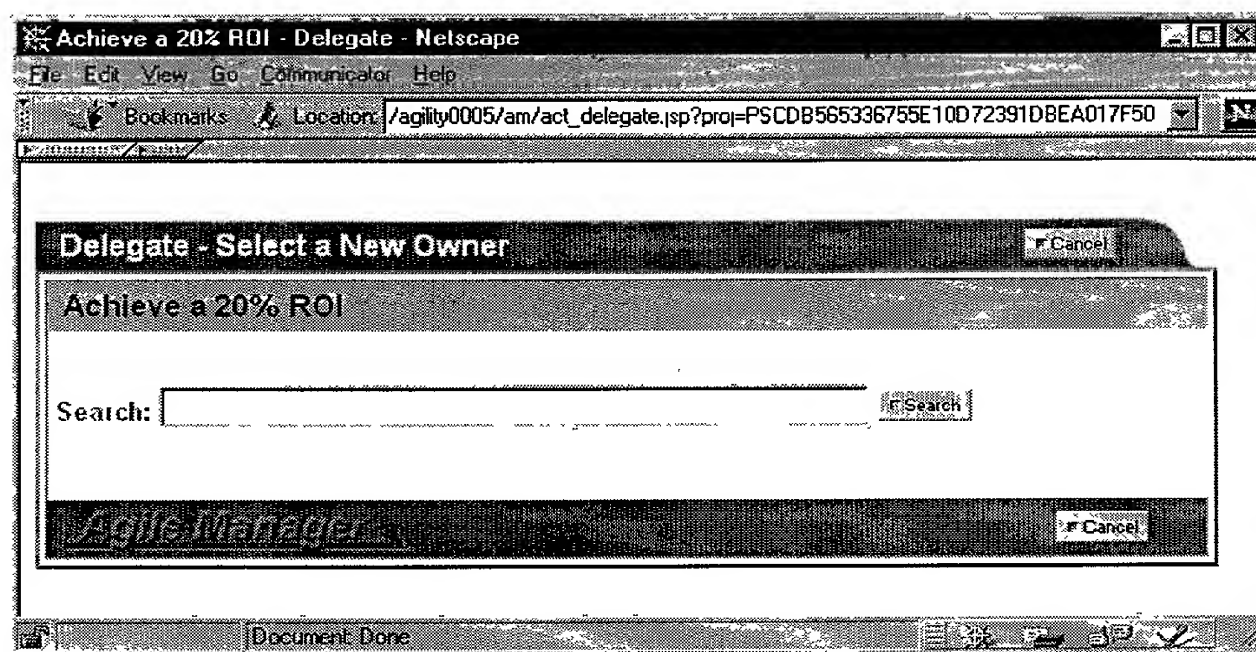 Achieve a 20% ROI - Delegate - Netscape
File Edit View Go Communicator Help
Bookmarks Location: /agility0005/am/act_delegate.jsp?proj=PSCDB565336755E10D72391DBEA017F50
Delegate - Select a New Owner Cancel
Achieve a 20% ROI
Search: Search
Agile Manager Cancel
Document: Done